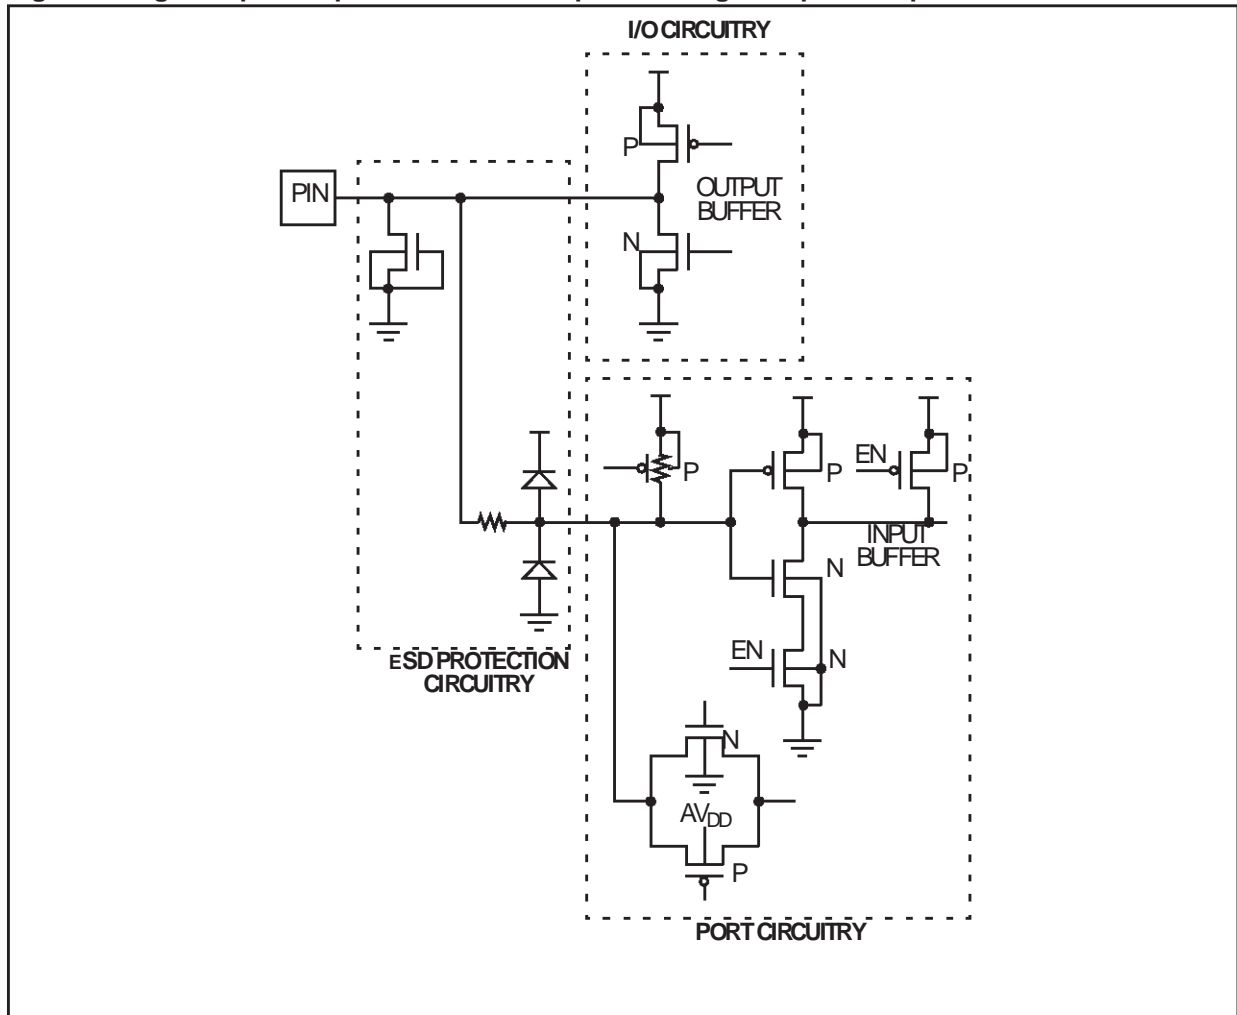 I/O CIRCUITRY
P
PIN
OUTPUT
BUFFER
N
EN
P
P
P
INPUT
BUFFER
N
EN
N
ESD PROTECTION
CIRCUITRY
N
AVDD
P
PORT CIRCUITRY